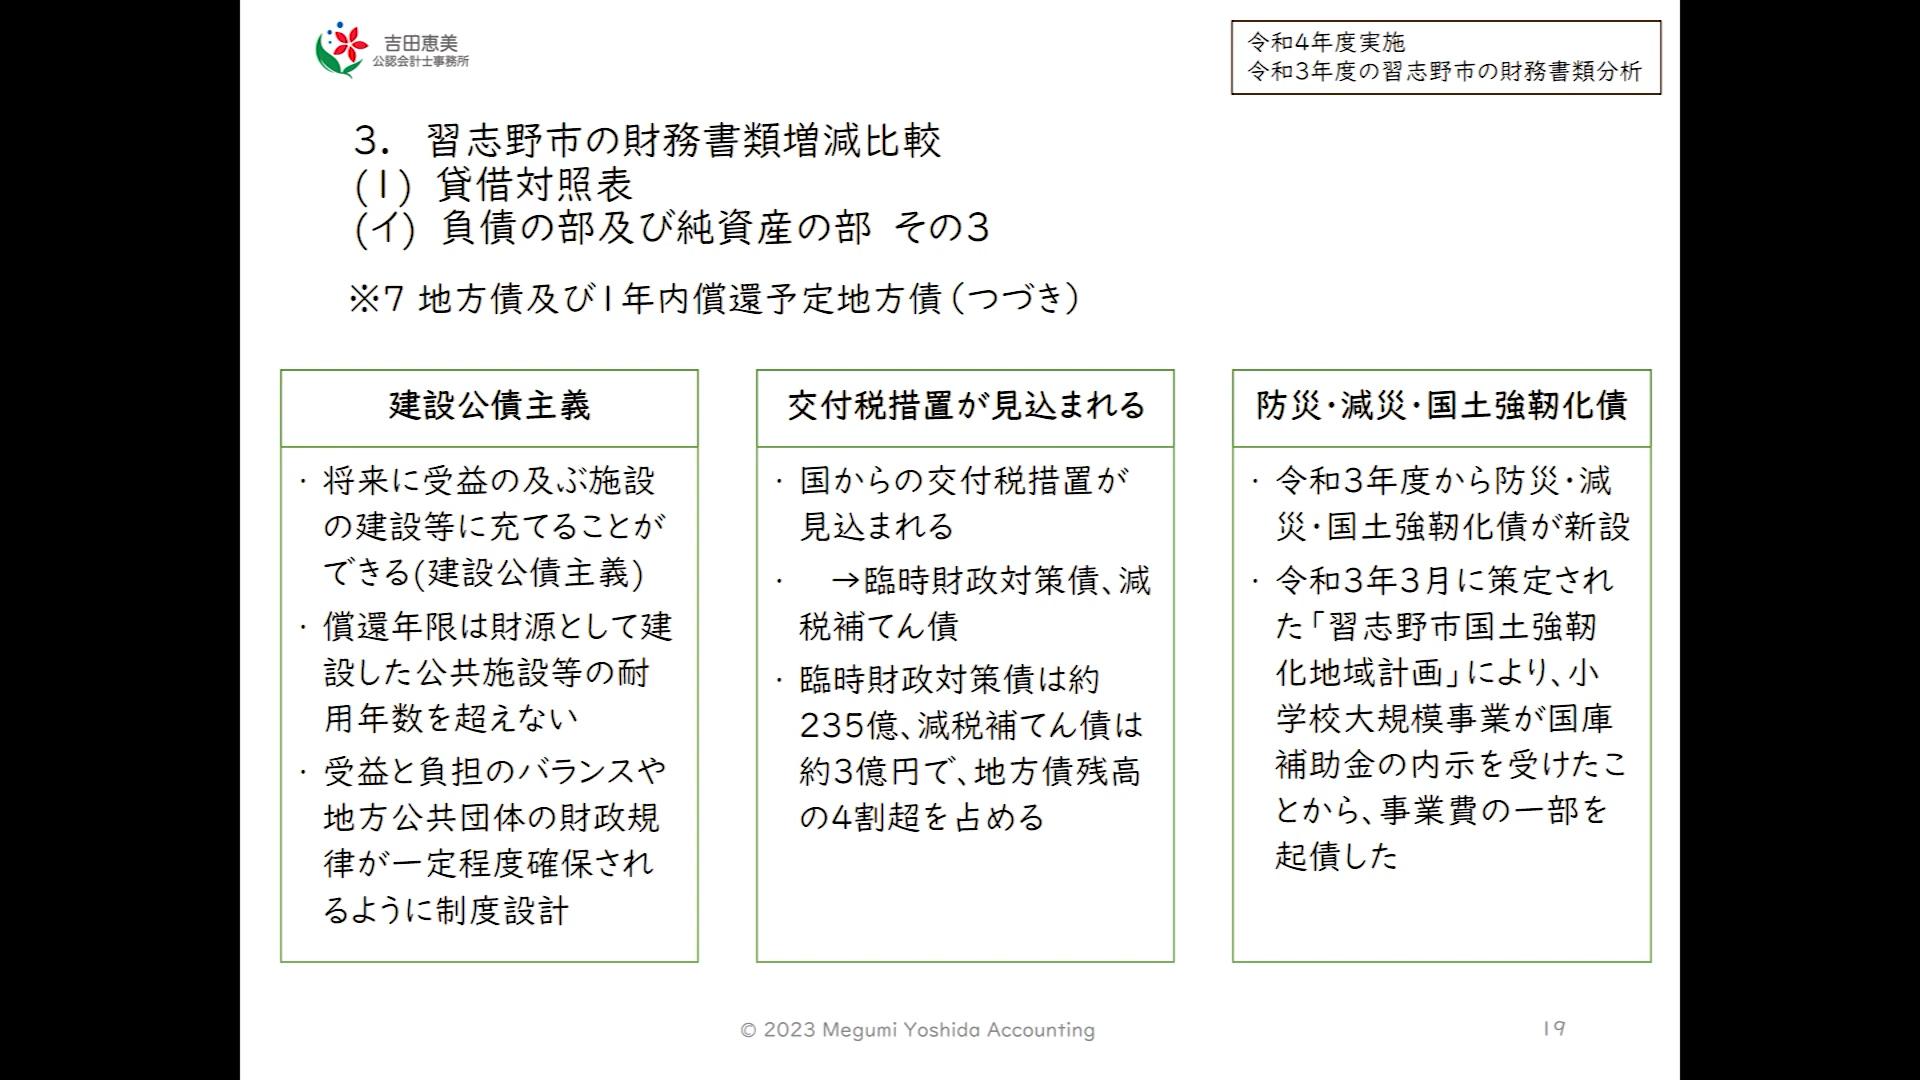 吉田恵美
公認会計士事務所
令和4年度実施
令和3年度の習志野市の財務書類分析
3. 習志野市の財務書類増減比較
(1) 貸借対照表
(イ) 負債の部及び純資産の部 その3
※7 地方債及び1年内償還予定地方債(つづき)
建設公債主義
・将来に受益の及ぶ施設
の建設等に充てることが
できる(建設公債主義)
・償還年限は財源として建
設した公共施設等の耐
用年数を超えない
・受益と負担のバランスや
地方公共団体の財政規
律が一定程度確保され
るように制度設計
交付税措置が見込まれる
・国からの交付税措置が
見込まれる
・ →臨時財政対策債、減
税補てん債
・臨時財政対策債は約
235億、減税補てん債は
約3億円で、地方債残高
の4割超を占める
防災・減災・国土強靭化債
・令和3年度から防災・減
災・国土強靭化債が新設
・令和3年3月に策定され
た「習志野市国土強靭
化地域計画」により、小
学校大規模事業が国庫
補助金の内示を受けたこ
とから、事業費の一部を
起債した
© 2023 Megumi Yoshida Accounting
19